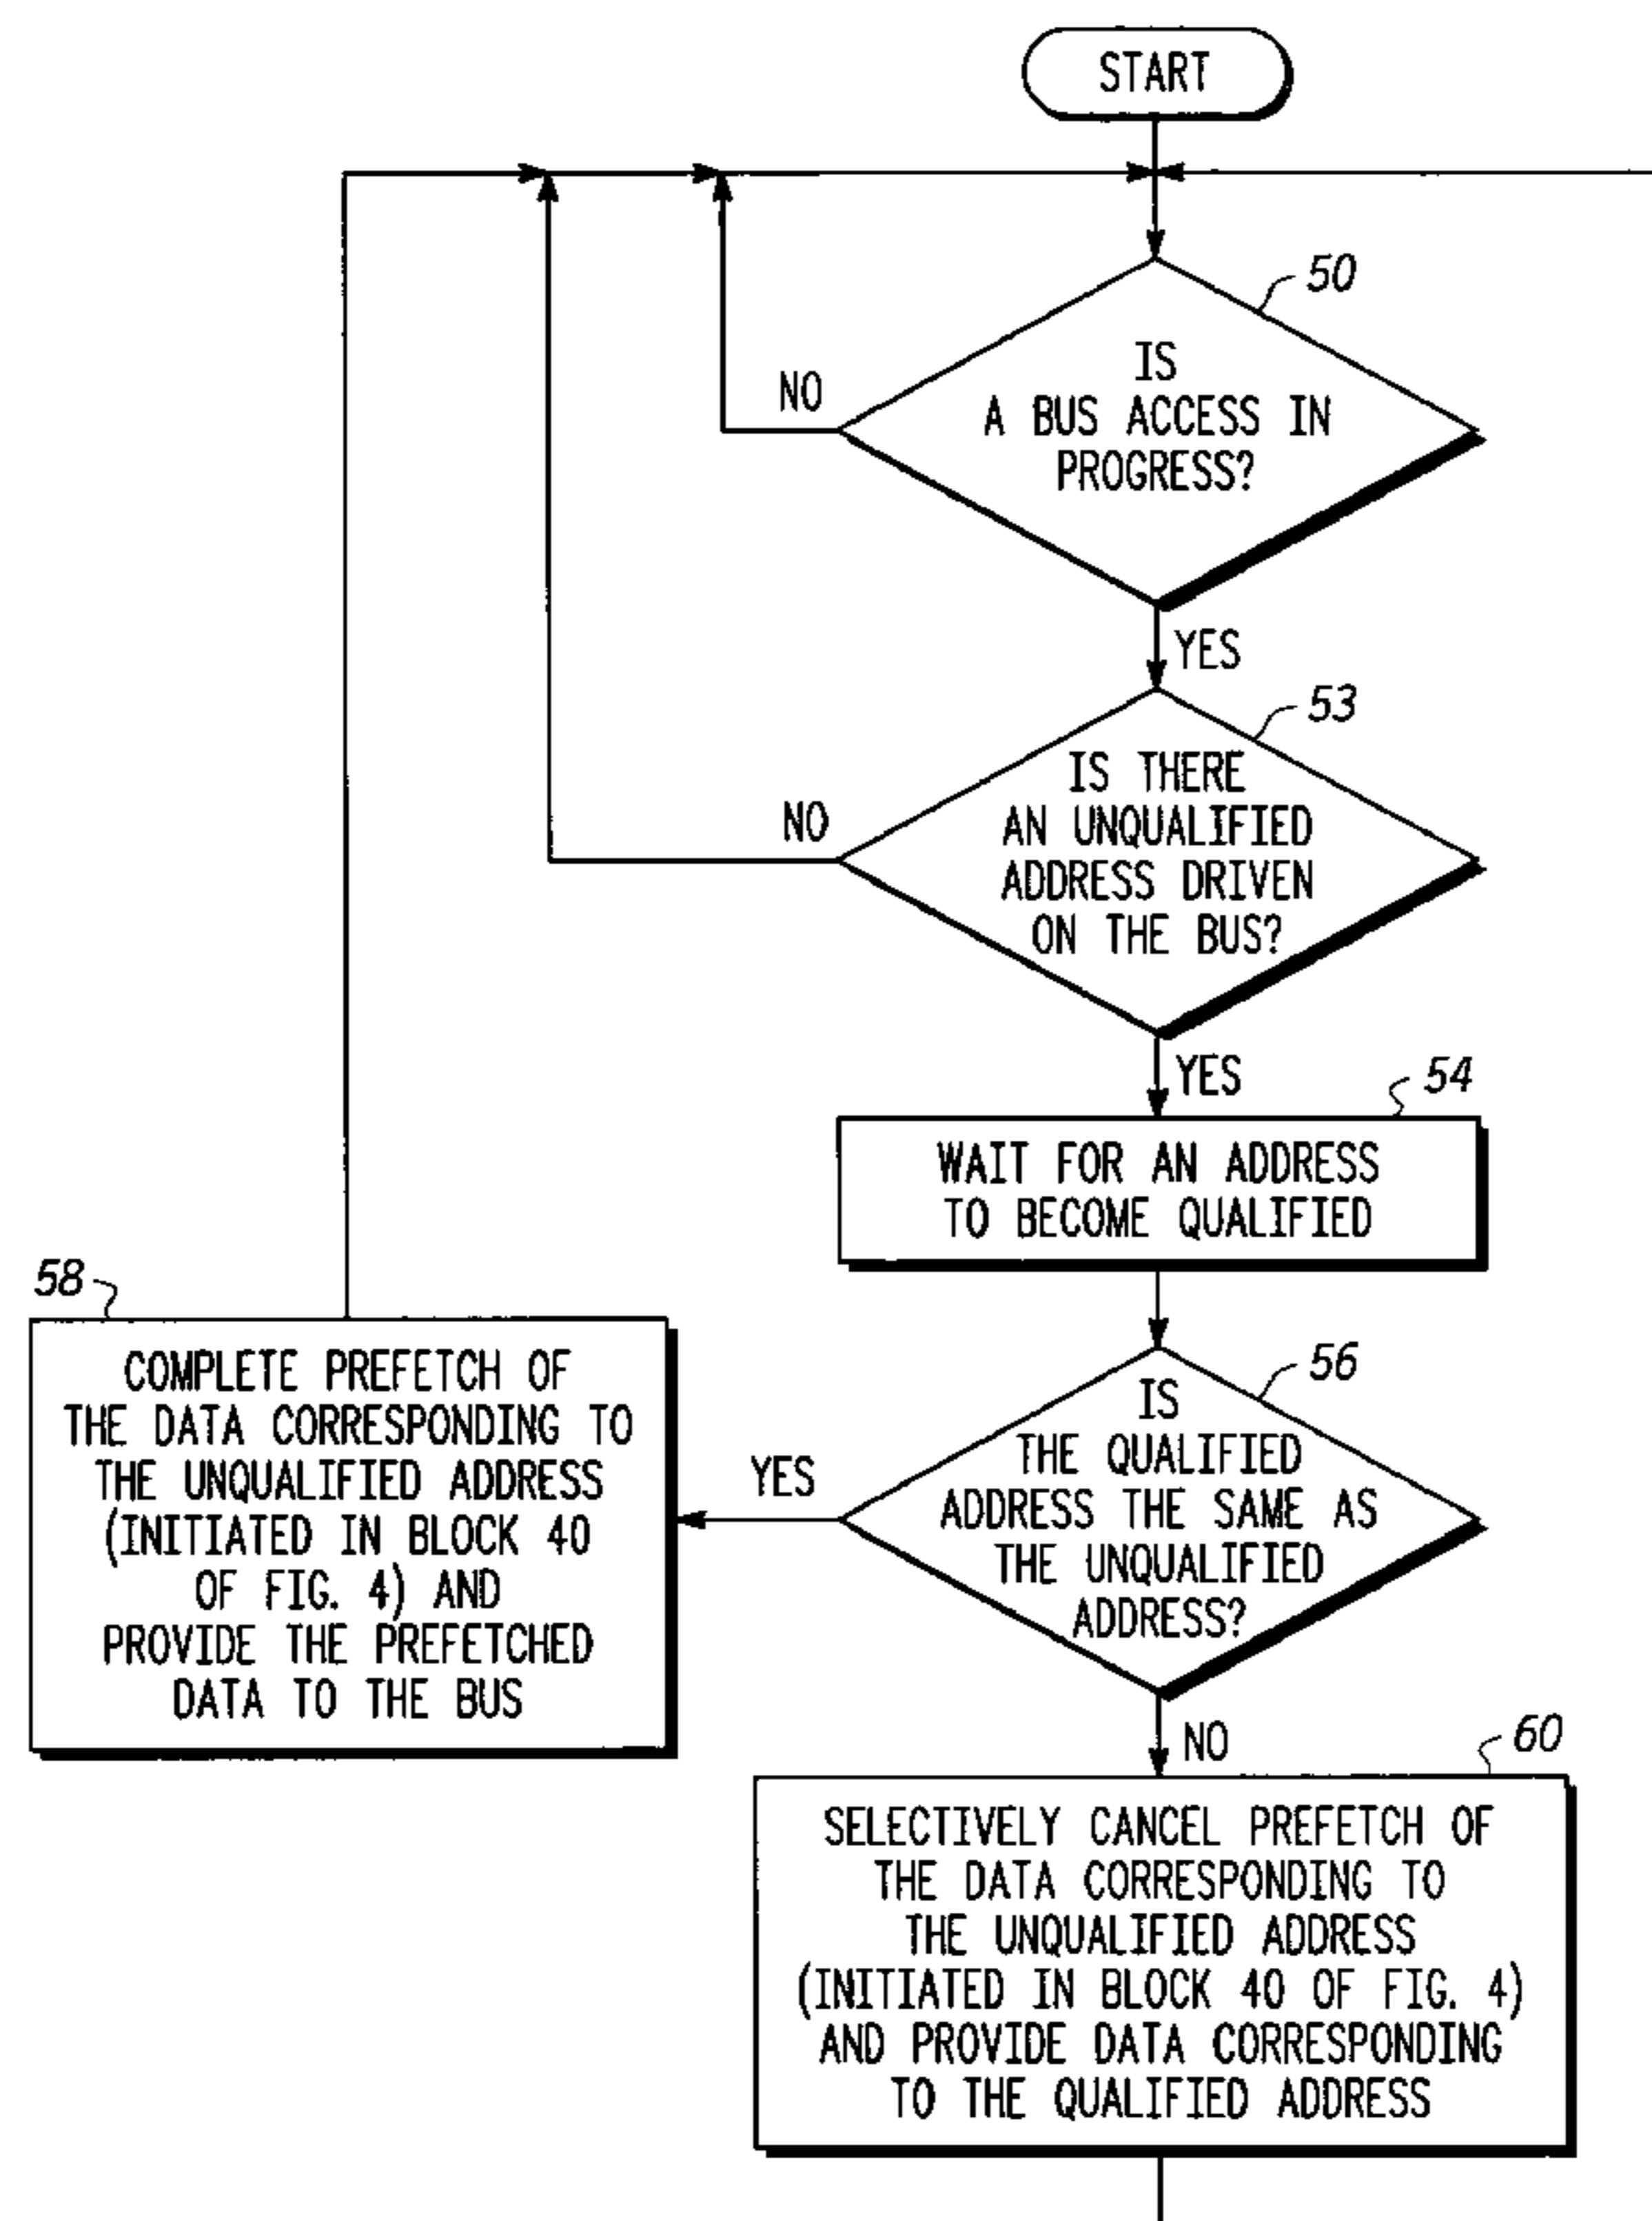 START
50
IS
A BUS ACCESS IN
PROGRESS?
NO
YES
53
IS THERE
AN UNQUALIFIED
ADDRESS DRIVEN
ON THE BUS?
NO
YES
54
WAIT FOR AN ADDRESS
TO BECOME QUALIFIED
56
IS
THE QUALIFIED
ADDRESS THE SAME AS
THE UNQUALIFIED
ADDRESS?
YES
58
COMPLETE PREFETCH OF
THE DATA CORRESPONDING TO
THE UNQUALIFIED ADDRESS
(INITIATED IN BLOCK 40
OF FIG. 4) AND
PROVIDE THE PREFETCHED
DATA TO THE BUS
NO
60
SELECTIVELY CANCEL PREFETCH OF
THE DATA CORRESPONDING TO
THE UNQUALIFIED ADDRESS
(INITIATED IN BLOCK 40 OF FIG. 4)
AND PROVIDE DATA CORRESPONDING
TO THE QUALIFIED ADDRESS